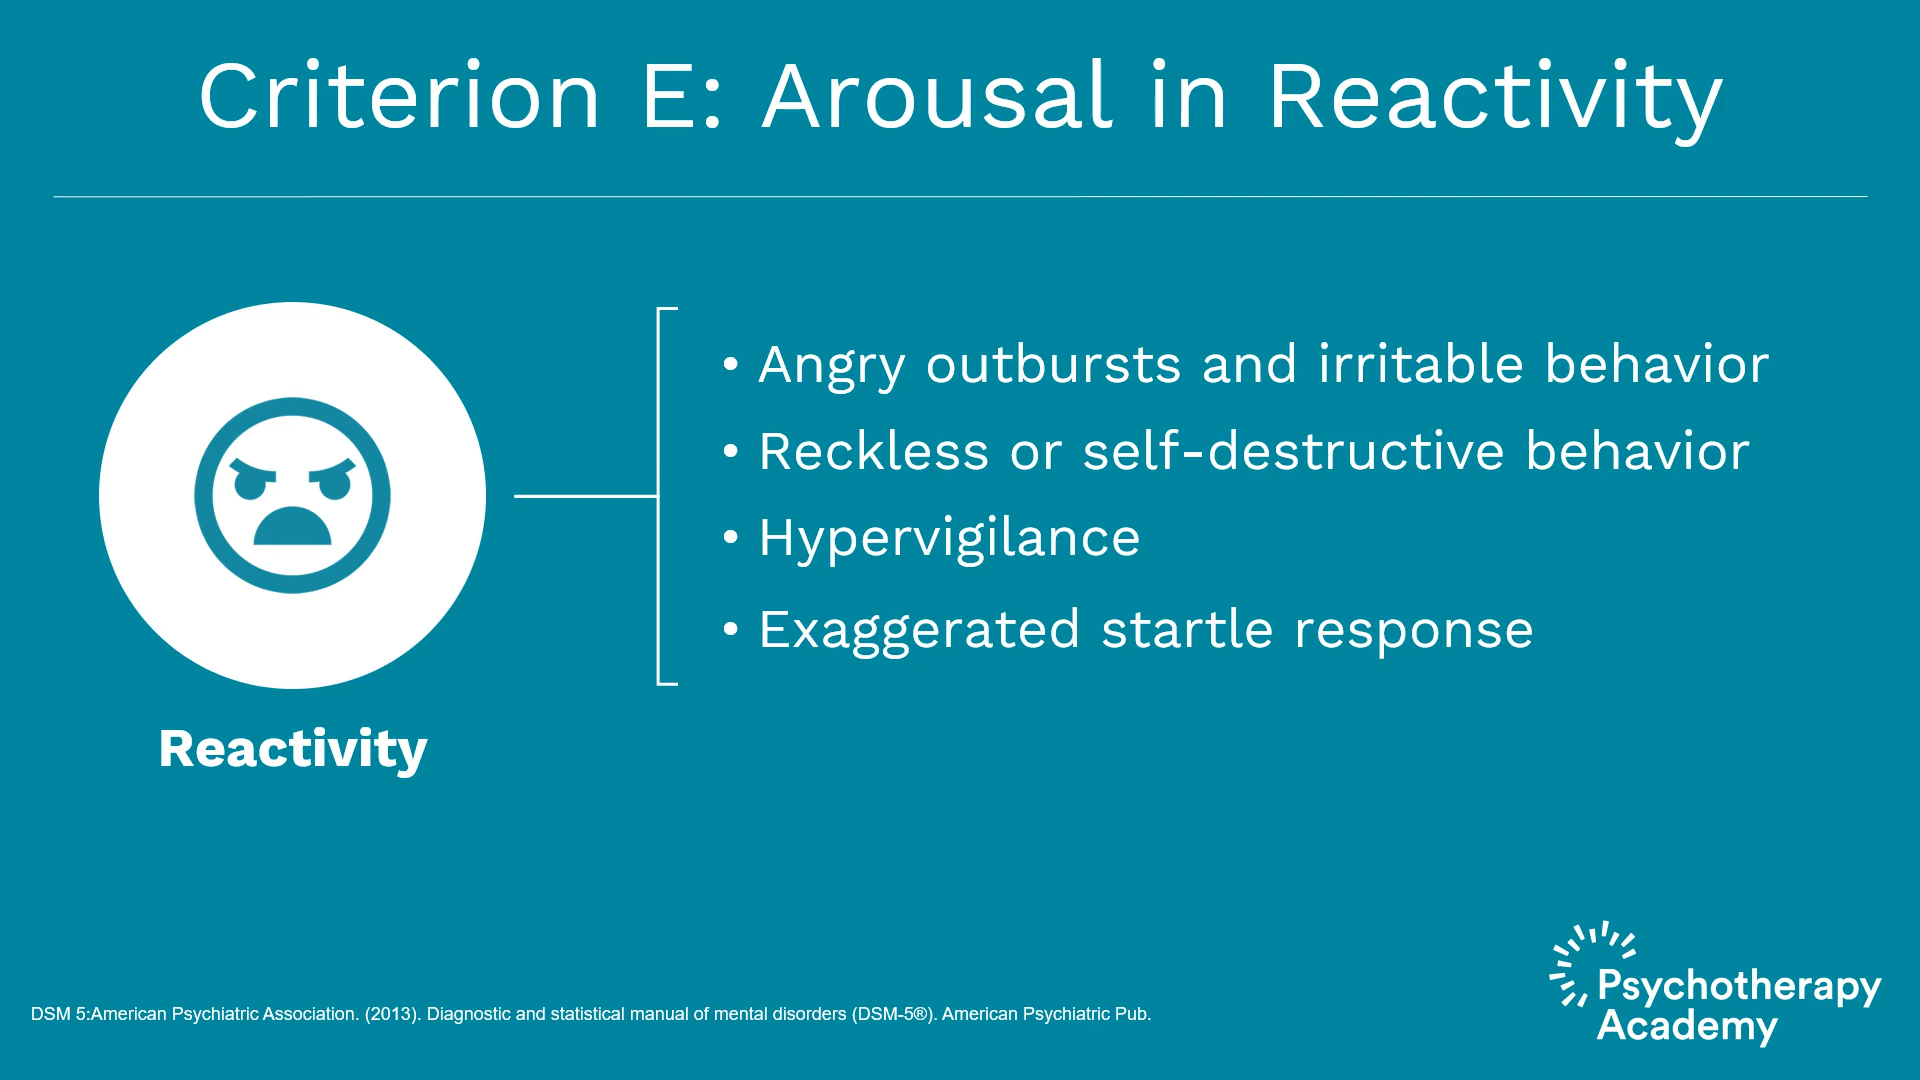 Criterion E: Arousal in Reactivity
• Angry outbursts and irritable behavior
• Reckless or self-destructive behavior
• Hypervigilance
• Exaggerated startle response
Reactivity
DSM 5:American Psychiatric Association. (2013). Diagnostic and statistical manual of mental disorders (DSM-5®). American Psychiatric Pub.
Psychotherapy
Academy